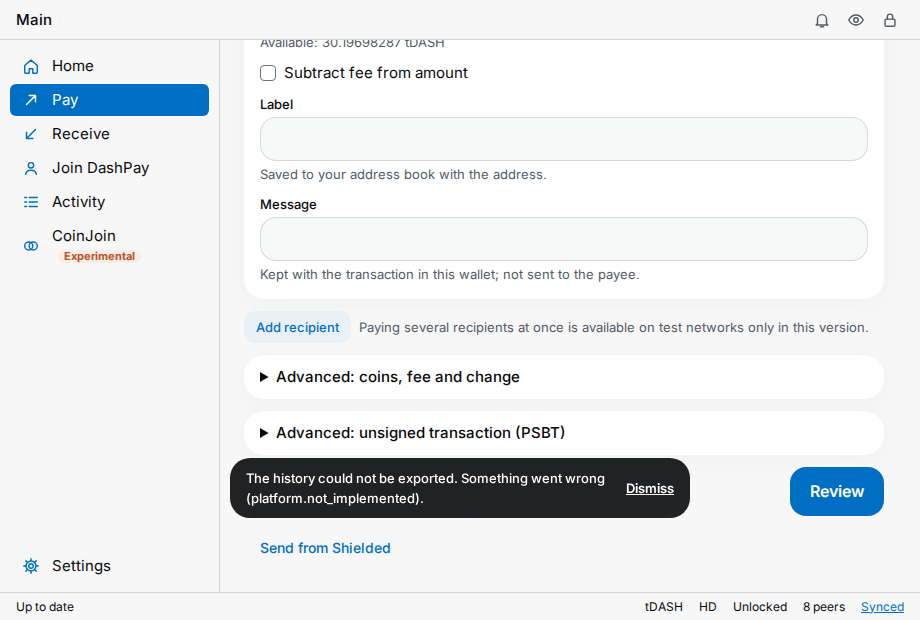 Main
Home
Pay
Receive
Join DashPay
Activity
CoinJoin
Experimental
Settings
Available: 30.19698287 tDASH
Subtract fee from amount
Label
Saved to your address book with the address.
Message
Kept with the transaction in this wallet; not sent to the payee.
Add recipient Paying several recipients at once is available on test networks only in this version.
Advanced: coins, fee and change
Advanced: unsigned transaction (PSBT)
The history could not be exported. Something went wrong
(platform.not_implemented).
Dismiss
Review
Send from Shielded
Up to date
tDASH HD Unlocked 8 peers Synced